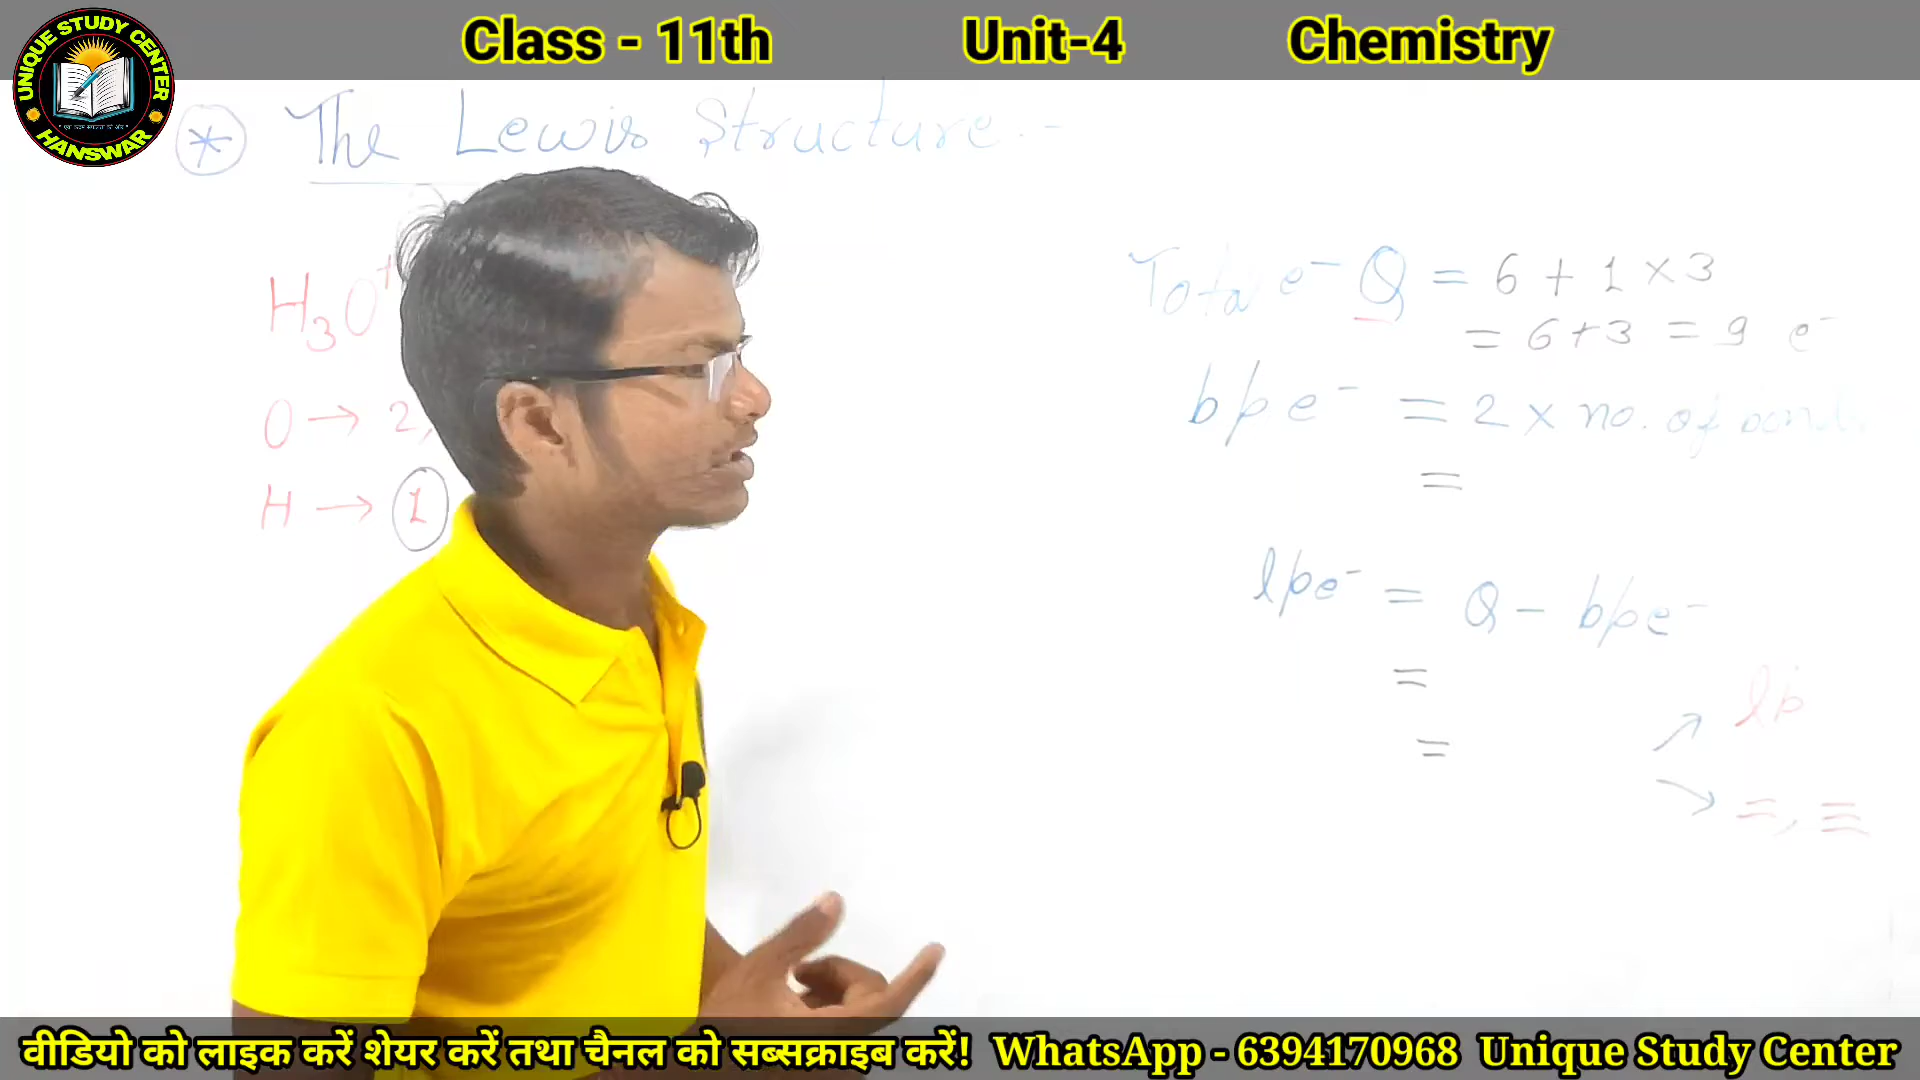 Class - 11th Unit-4 Chemistry
UNIQUE STUDY CENTER
HANSWAR
* The Lewis Structure :-
H₃O⁺
O → 2,
H → 1
Total e⁻ Q = 6 + 1 × 3
= 6 + 3 = 9 e⁻
bpe⁻ = 2 × no. of bond
=
lpe⁻ = Q - bpe⁻
=
=
lp
=, ≡
वीडियो को लाइक करें शेयर करें तथा चैनल को सब्सक्राइब करें! WhatsApp - 6394170968 Unique Study Center